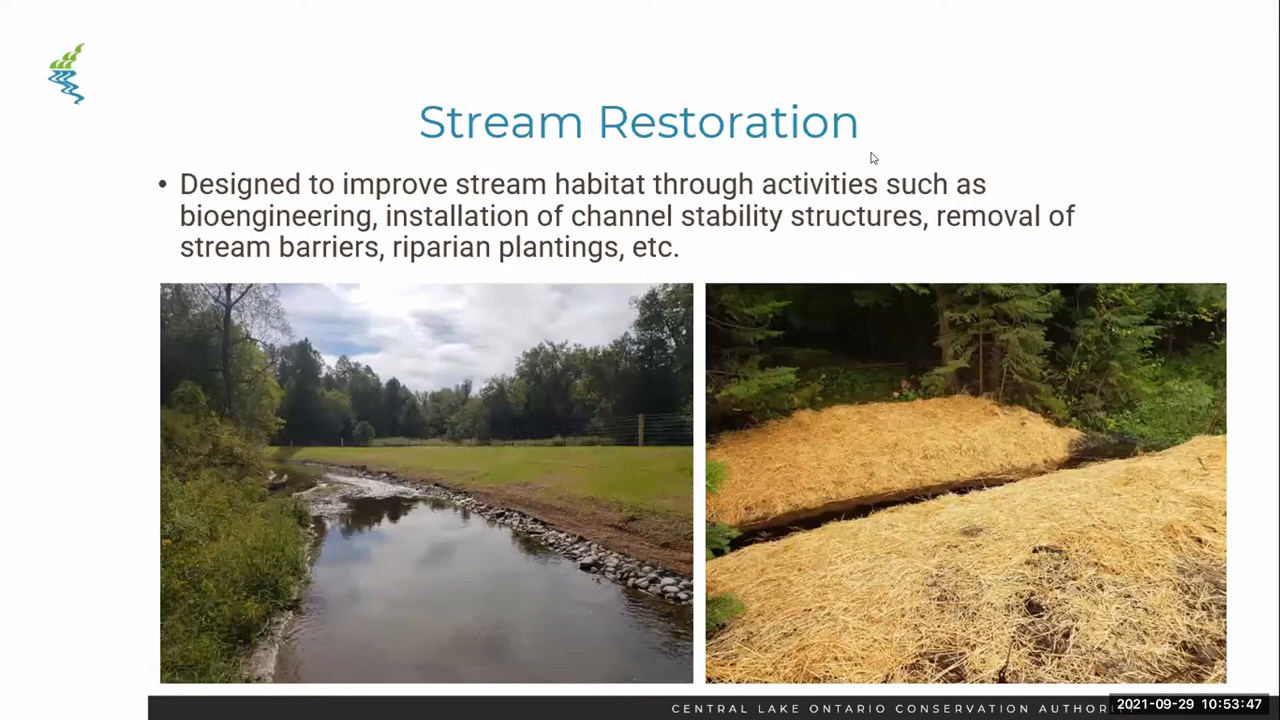 Stream Restoration
• Designed to improve stream habitat through activities such as
bioengineering, installation of channel stability structures, removal of
stream barriers, riparian plantings, etc.
CENTRAL LAKE ONTARIO CONSERVATION
2021-09-29 10:53:47